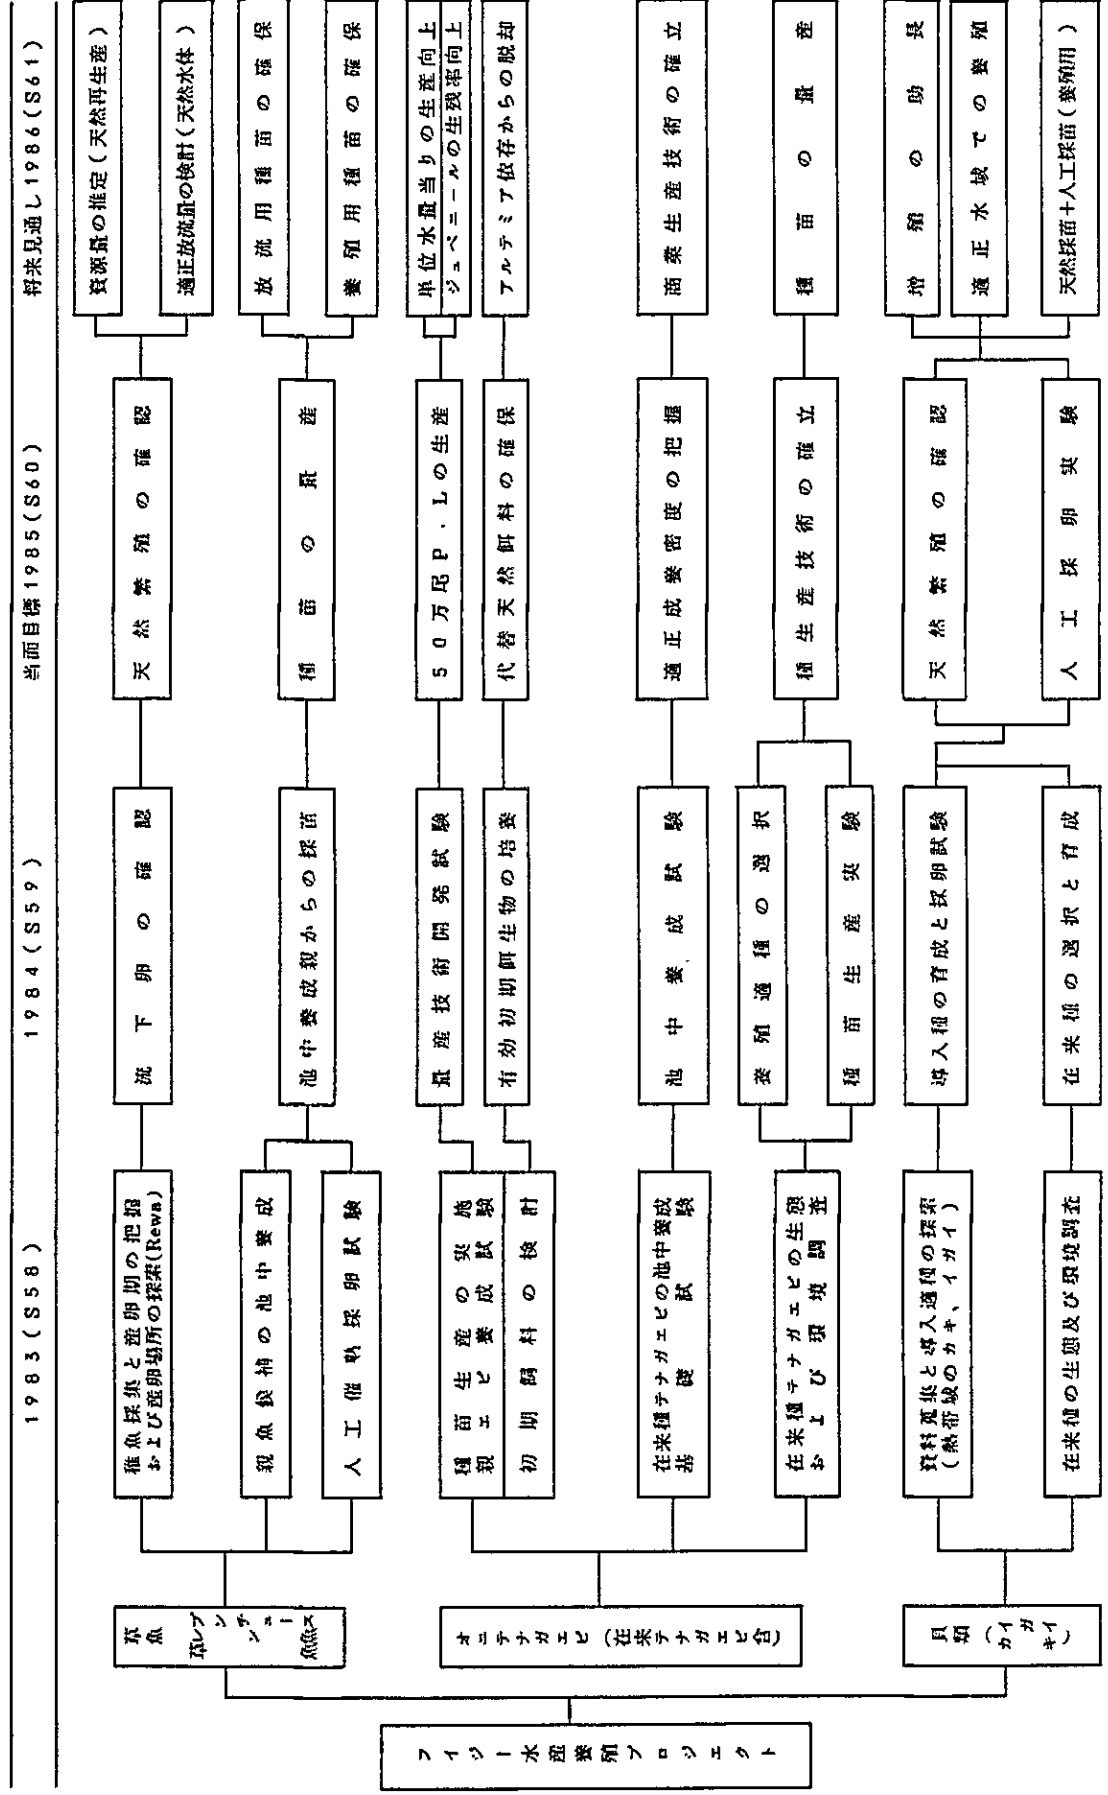 1983(S58)
1984(S59)
当面目標1985(S60)
将来見通し1986(S61)
フィジー水産養殖プロジェクト
草魚
オニテナガエビ(在来テナガエビ含)
貝類
(カキ
イガイ)
稚魚採集と産卵期の把握
および産卵場所の探索(Rewa)
流下卵の確認
天然繁殖の確認
資源量の推定(天然再生産)
適正放流量の検討(天然水体)
親魚候補の池中養成
人工催熟採卵試験
池中養成親からの採苗
種苗の量産
放流用種苗の確保
養殖用種苗の確保
種苗生産の実施
親エビ養成試験
初期飼料の検討
量産技術開発試験
有効初期餌生物の培養
50万尾P.Lの生産
代替天然餌料の確保
単位水量当りの生産向上
ジュベニールの生残率向上
アルテミア依存からの脱却
在来種テナガエビの池中養成
基礎試験
池中養成試験
適正成養密度の把握
商業生産技術の確立
在来種テナガエビの生態
および環境調査
養殖適種の選択
種苗生産実験
種生産技術の確立
種苗の量産
資料蒐集と導入適種の探索
(熱帯域のカキ、イガイ)
導入種の育成と採卵試験
天然繁殖の確認
増殖の助長
適正水域での養殖
在来種の生態及び環境調査
在来種の選択と育成
人工採卵実験
天然採苗+人工採苗(養殖用)